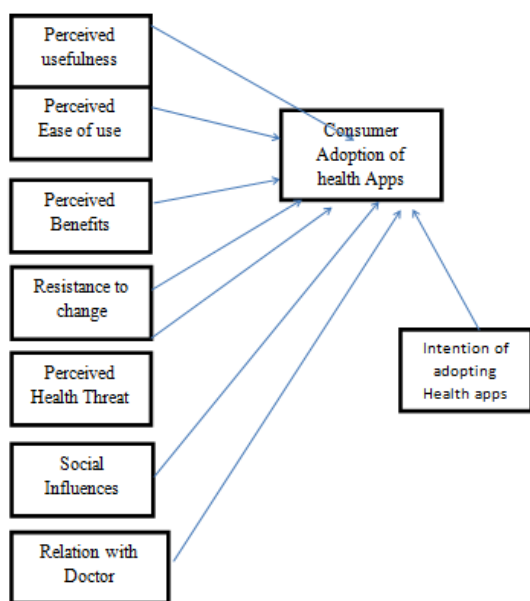 Perceived
usefulness
Perceived
Ease of use
Consumer
Adoption of
health Apps
Perceived
Benefits
Resistance to
change
Perceived
Health Threat
Intention of
adopting
Health apps
Social
Influences
Relation with
Doctor